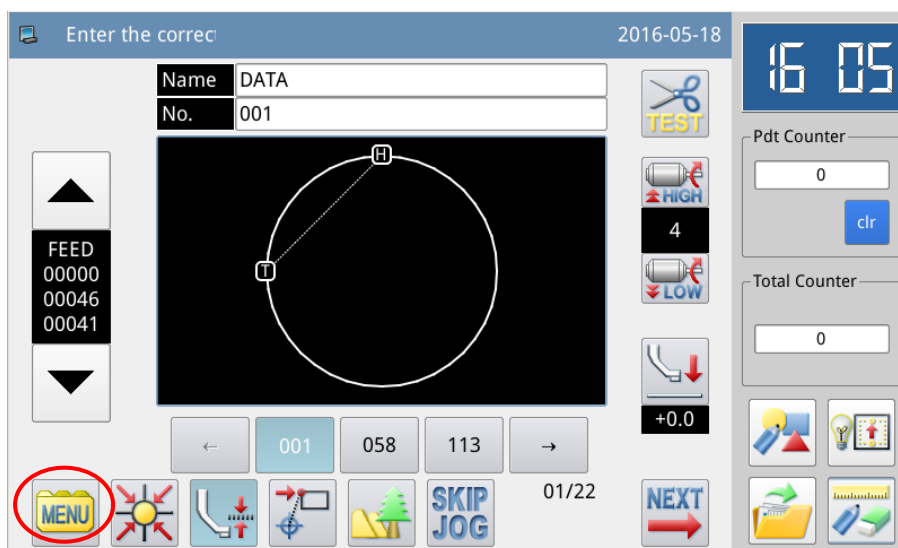 Enter the correc
2016-05-18
16 05
Name DATA
No. 001
TEST
Pdt Counter
0
clr
HIGH
4
LOW
FEED
00000
00046
00041
H
T
Total Counter
0
+0.0
← 001 058 113 →
01/22
MENU
SKIP
JOG
NEXT